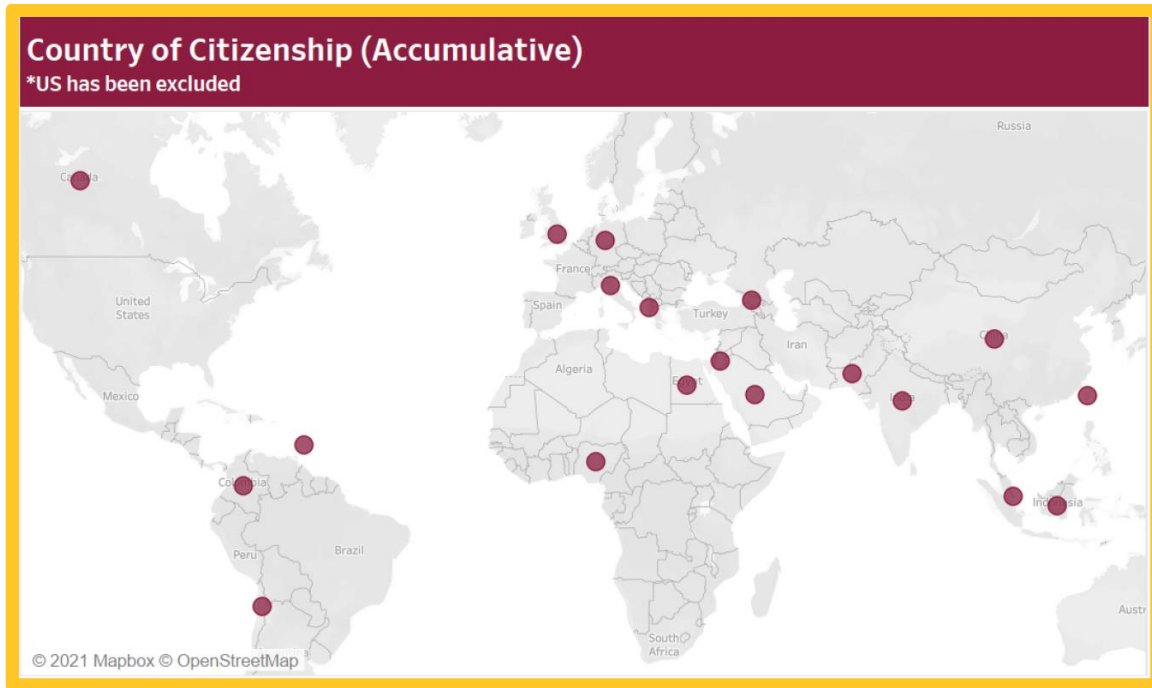 Country of Citizenship (Accumulative)
*US has been excluded
Russia
Canada
France
United
States
Spain
Turkey
China
Iran
Algeria
Egypt
India
Mexico
Colombia
Indonesia
Peru
Brazil
Austr
South
Africa
© 2021 Mapbox © OpenStreetMap